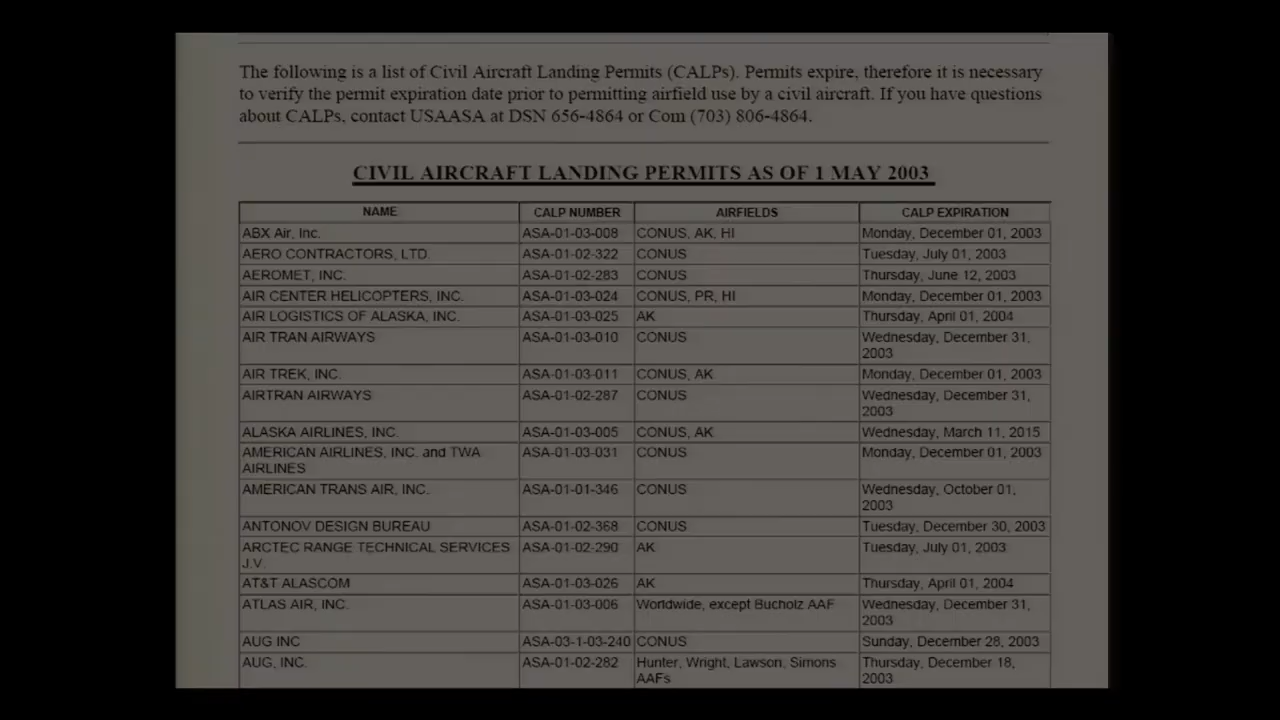 The following is a list of Civil Aircraft Landing Permits (CALPs). Permits expire, therefore it is necessary
to verify the permit expiration date prior to permitting airfield use by a civil aircraft. If you have questions
about CALPs, contact USAASA at DSN 656-4864 or Com (703) 806-4864.
CIVIL AIRCRAFT LANDING PERMITS AS OF 1 MAY 2003
NAME CALP NUMBER AIRFIELDS CALP EXPIRATION
ABX Air, Inc. ASA-01-03-008 CONUS, AK, HI Monday, December 01, 2003
AERO CONTRACTORS, LTD. ASA-01-02-322 CONUS Tuesday, July 01, 2003
AEROMET, INC. ASA-01-02-283 CONUS Thursday, June 12, 2003
AIR CENTER HELICOPTERS, INC. ASA-01-03-024 CONUS, PR, HI Monday, December 01, 2003
AIR LOGISTICS OF ALASKA, INC. ASA-01-03-025 AK Thursday, April 01, 2004
AIR TRAN AIRWAYS ASA-01-03-010 CONUS Wednesday, December 31,
2003
AIR TREK, INC. ASA-01-03-011 CONUS, AK Monday, December 01, 2003
AIRTRAN AIRWAYS ASA-01-02-287 CONUS Wednesday, December 31,
2003
ALASKA AIRLINES, INC. ASA-01-03-005 CONUS, AK Wednesday, March 11, 2015
AMERICAN AIRLINES, INC. and TWA ASA-01-03-031 CONUS Monday, December 01, 2003
AIRLINES
AMERICAN TRANS AIR, INC. ASA-01-01-346 CONUS Wednesday, October 01,
2003
ANTONOV DESIGN BUREAU ASA-01-02-368 CONUS Tuesday, December 30, 2003
ARCTEC RANGE TECHNICAL SERVICES ASA-01-02-290 AK Tuesday, July 01, 2003
J.V.
AT&T ALASCOM ASA-01-03-026 AK Thursday, April 01, 2004
ATLAS AIR, INC. ASA-01-03-006 Worldwide, except Bucholz AAF Wednesday, December 31,
2003
AUG INC ASA-03-1-03-240 CONUS Sunday, December 28, 2003
AUG, INC. ASA-01-02-282 Hunter, Wright, Lawson, Simons Thursday, December 18,
AAFs 2003